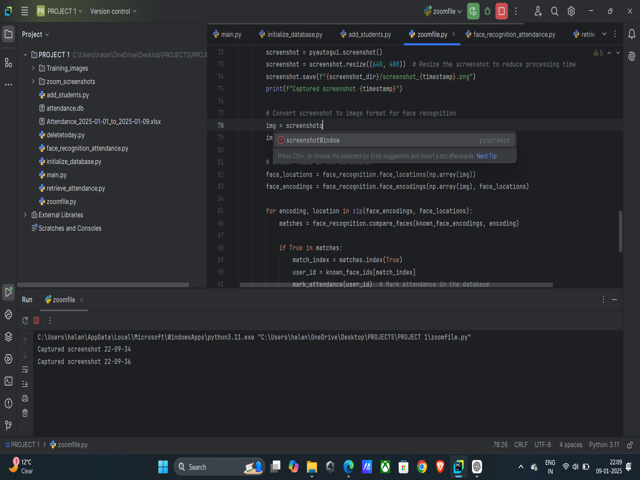 PR PROJECT 1 Version control zoomfile
Project
PROJECT 1 C:\Users\halan\OneDrive\Desktop\PROJECTS\PROJECT 1
Training_images
zoom_screenshots
add_students.py
attendance.db
Attendance_2025-01-01_to_2025-01-09.xlsx
deletetoday.py
face_recognition_attendance.py
initialize_database.py
main.py
retrieve_attendance.py
zoomfile.py
External Libraries
Scratches and Consoles
main.py initialize_database.py add_students.py zoomfile.py face_recognition_attendance.py retrie
5
72 screenshot = pyautogui.screenshot()
73 screenshot = screenshot.resize((640, 480)) # Resize the screenshot to reduce processing time
74 screenshot.save(f"{screenshot_dir}/screenshot_{timestamp}.png")
75 print(f"Captured screenshot {timestamp}")
76
77 # Convert screenshot to image format for face recognition
78 img = screenshoto
79 im
screenshotWindow pyscreeze
Press Ctrl+. to choose the selected (or first) suggestion and insert a dot afterwards Next Tip
82 face_locations = face_recognition.face_locations(np.array(img))
83 face_encodings = face_recognition.face_encodings(np.array(img), face_locations)
84
85 for encoding, location in zip(face_encodings, face_locations):
86 matches = face_recognition.compare_faces(known_face_encodings, encoding)
87
88 if True in matches:
89 match_index = matches.index(True)
90 user_id = known_face_ids[match_index]
91 mark_attendance(user_id) # Mark attendance in the database
Run zoomfile
C:\Users\halan\AppData\Local\Microsoft\WindowsApps\python3.11.exe "C:\Users\halan\OneDrive\Desktop\PROJECTS\PROJECT 1\zoomfile.py"
Captured screenshot 22-09-34
Captured screenshot 22-09-36
PROJECT 1 zoomfile.py 78:26 CRLF UTF-8 4 spaces Python 3.11
12°C
Clear
Search
ENG
IN
22:09
09-01-2025